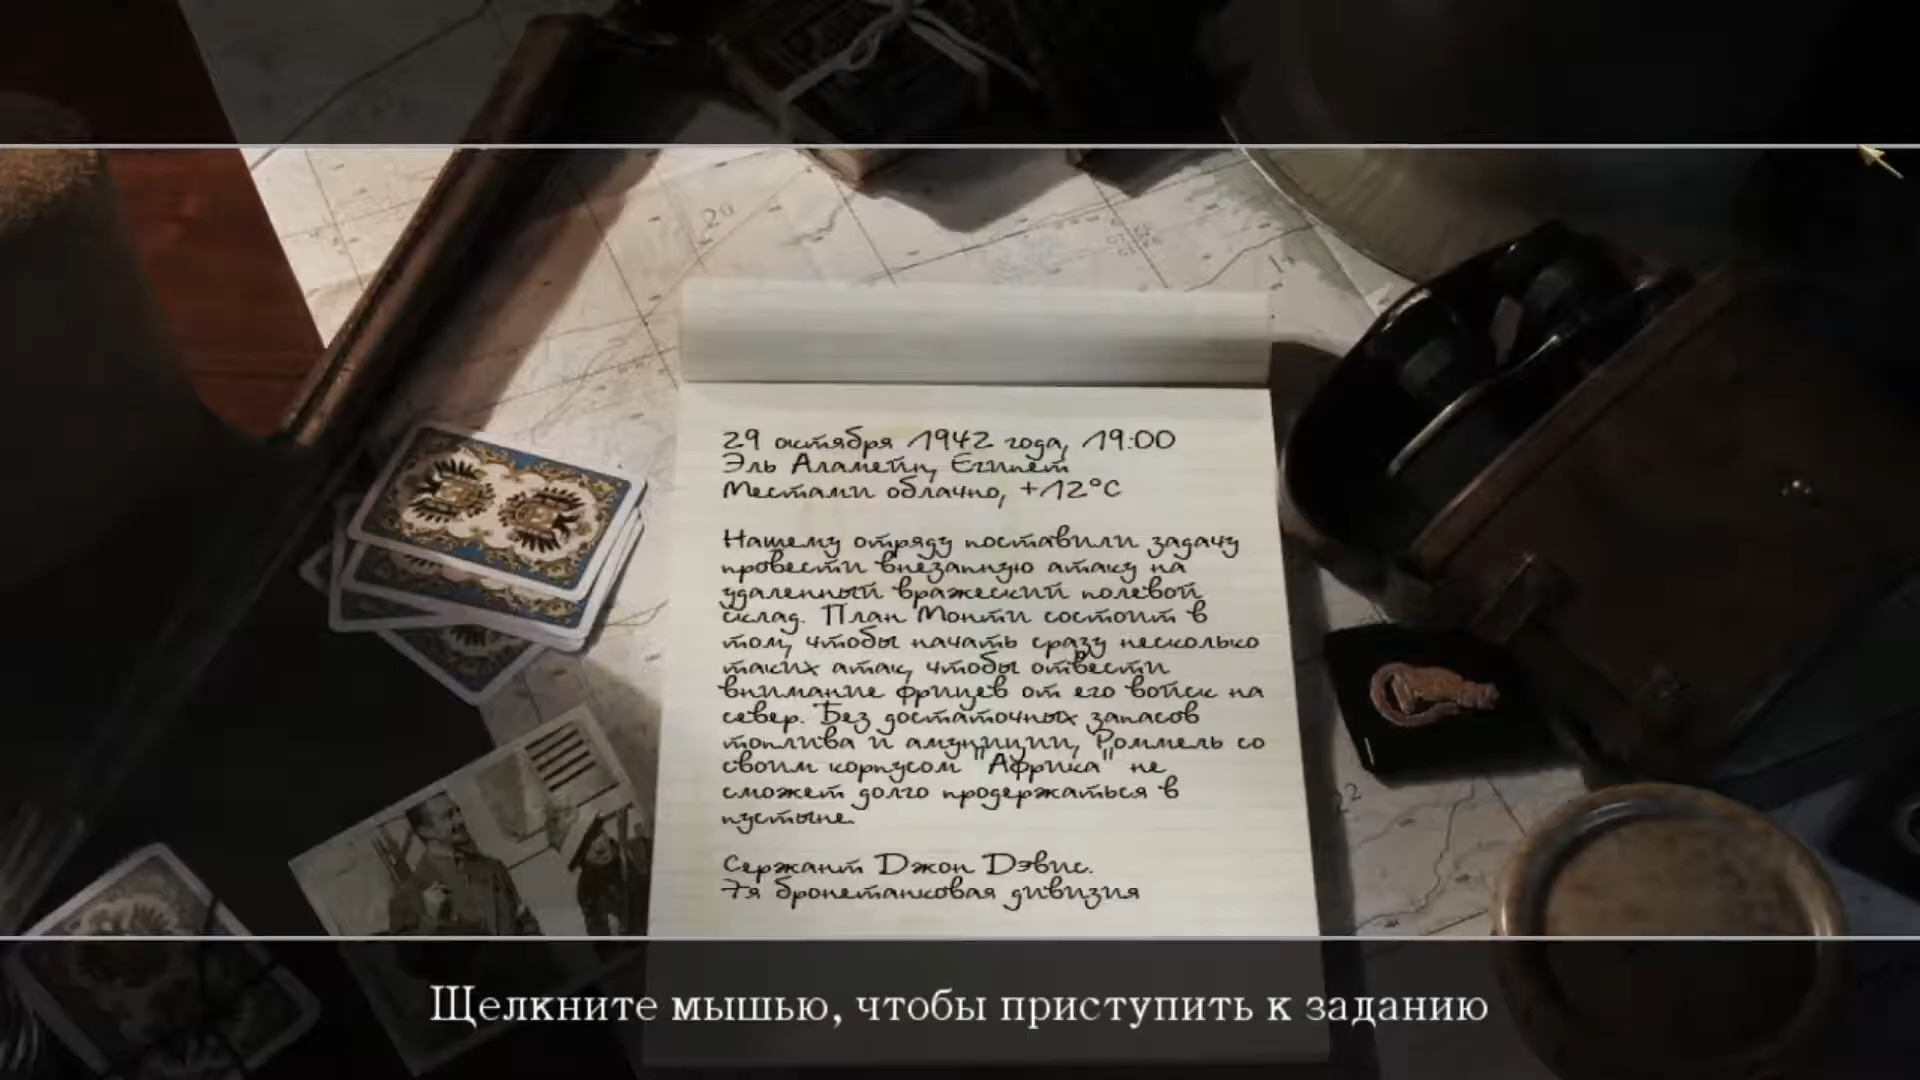 29 октября 1942 года, 19:00
Эль Аламейн, Египет
Местами облачно, +12°C
Нашему отряду поставили задачу
провести внезапную атаку на
удаленный вражеский полевой
склад. План Монти состоит в
том, чтобы начать сразу несколько
таких атак, чтобы отвести
внимание фрицев от его войск на
север. Без достаточных запасов
топлива и амуниции, Роммель со
своим корпусом "Африка" не
сможет долго продержаться в
пустыне.
Сержант Джон Дэвис.
7я бронетанковая дивизия
Щелкните мышью, чтобы приступить к заданию